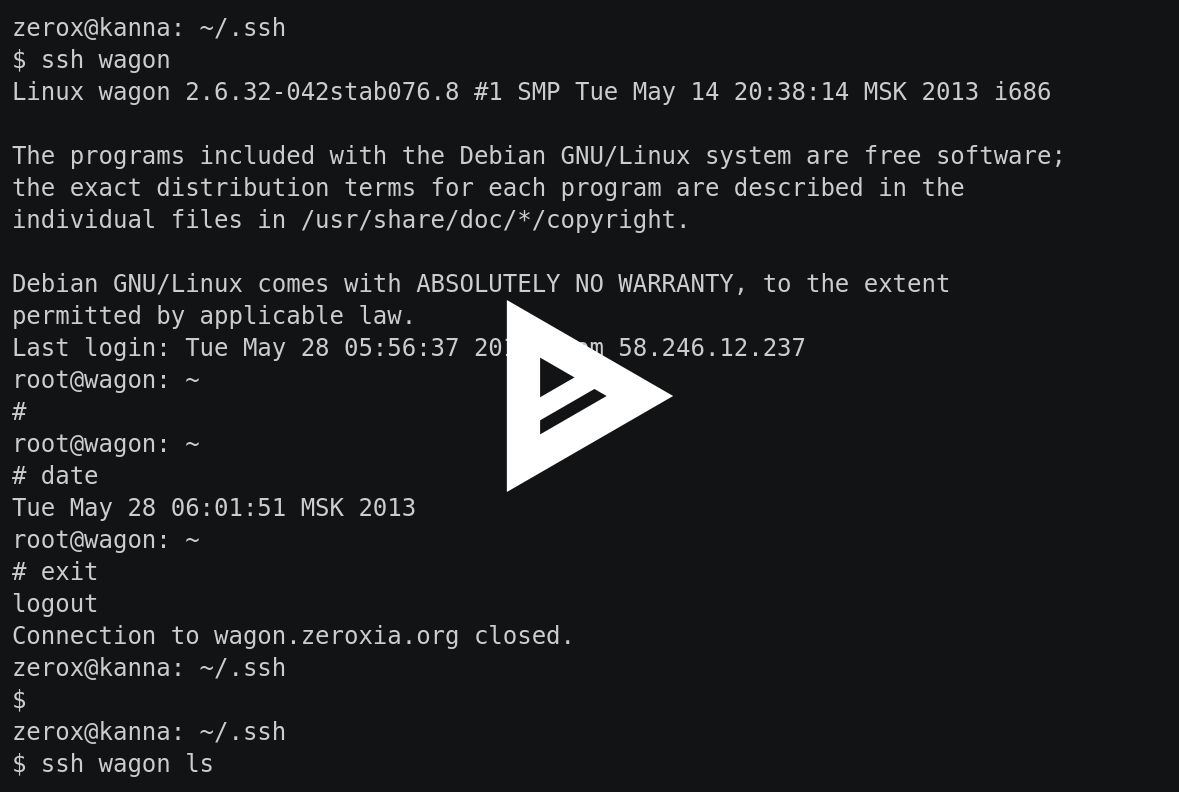 zerox@kanna: ~/.ssh
$ ssh wagon
Linux wagon 2.6.32-042stab076.8 #1 SMP Tue May 14 20:38:14 MSK 2013 i686
The programs included with the Debian GNU/Linux system are free software;
the exact distribution terms for each program are described in the
individual files in /usr/share/doc/*/copyright.
Debian GNU/Linux comes with ABSOLUTELY NO WARRANTY, to the extent
permitted by applicable law.
Last login: Tue May 28 05:56:37 58.246.12.237
root@wagon: ~
#
root@wagon: ~
# date
Tue May 28 06:01:51 MSK 2013
root@wagon: ~
# exit
logout
Connection to wagon.zeroxia.org closed.
zerox@kanna: ~/.ssh
$
zerox@kanna: ~/.ssh
$ ssh wagon ls